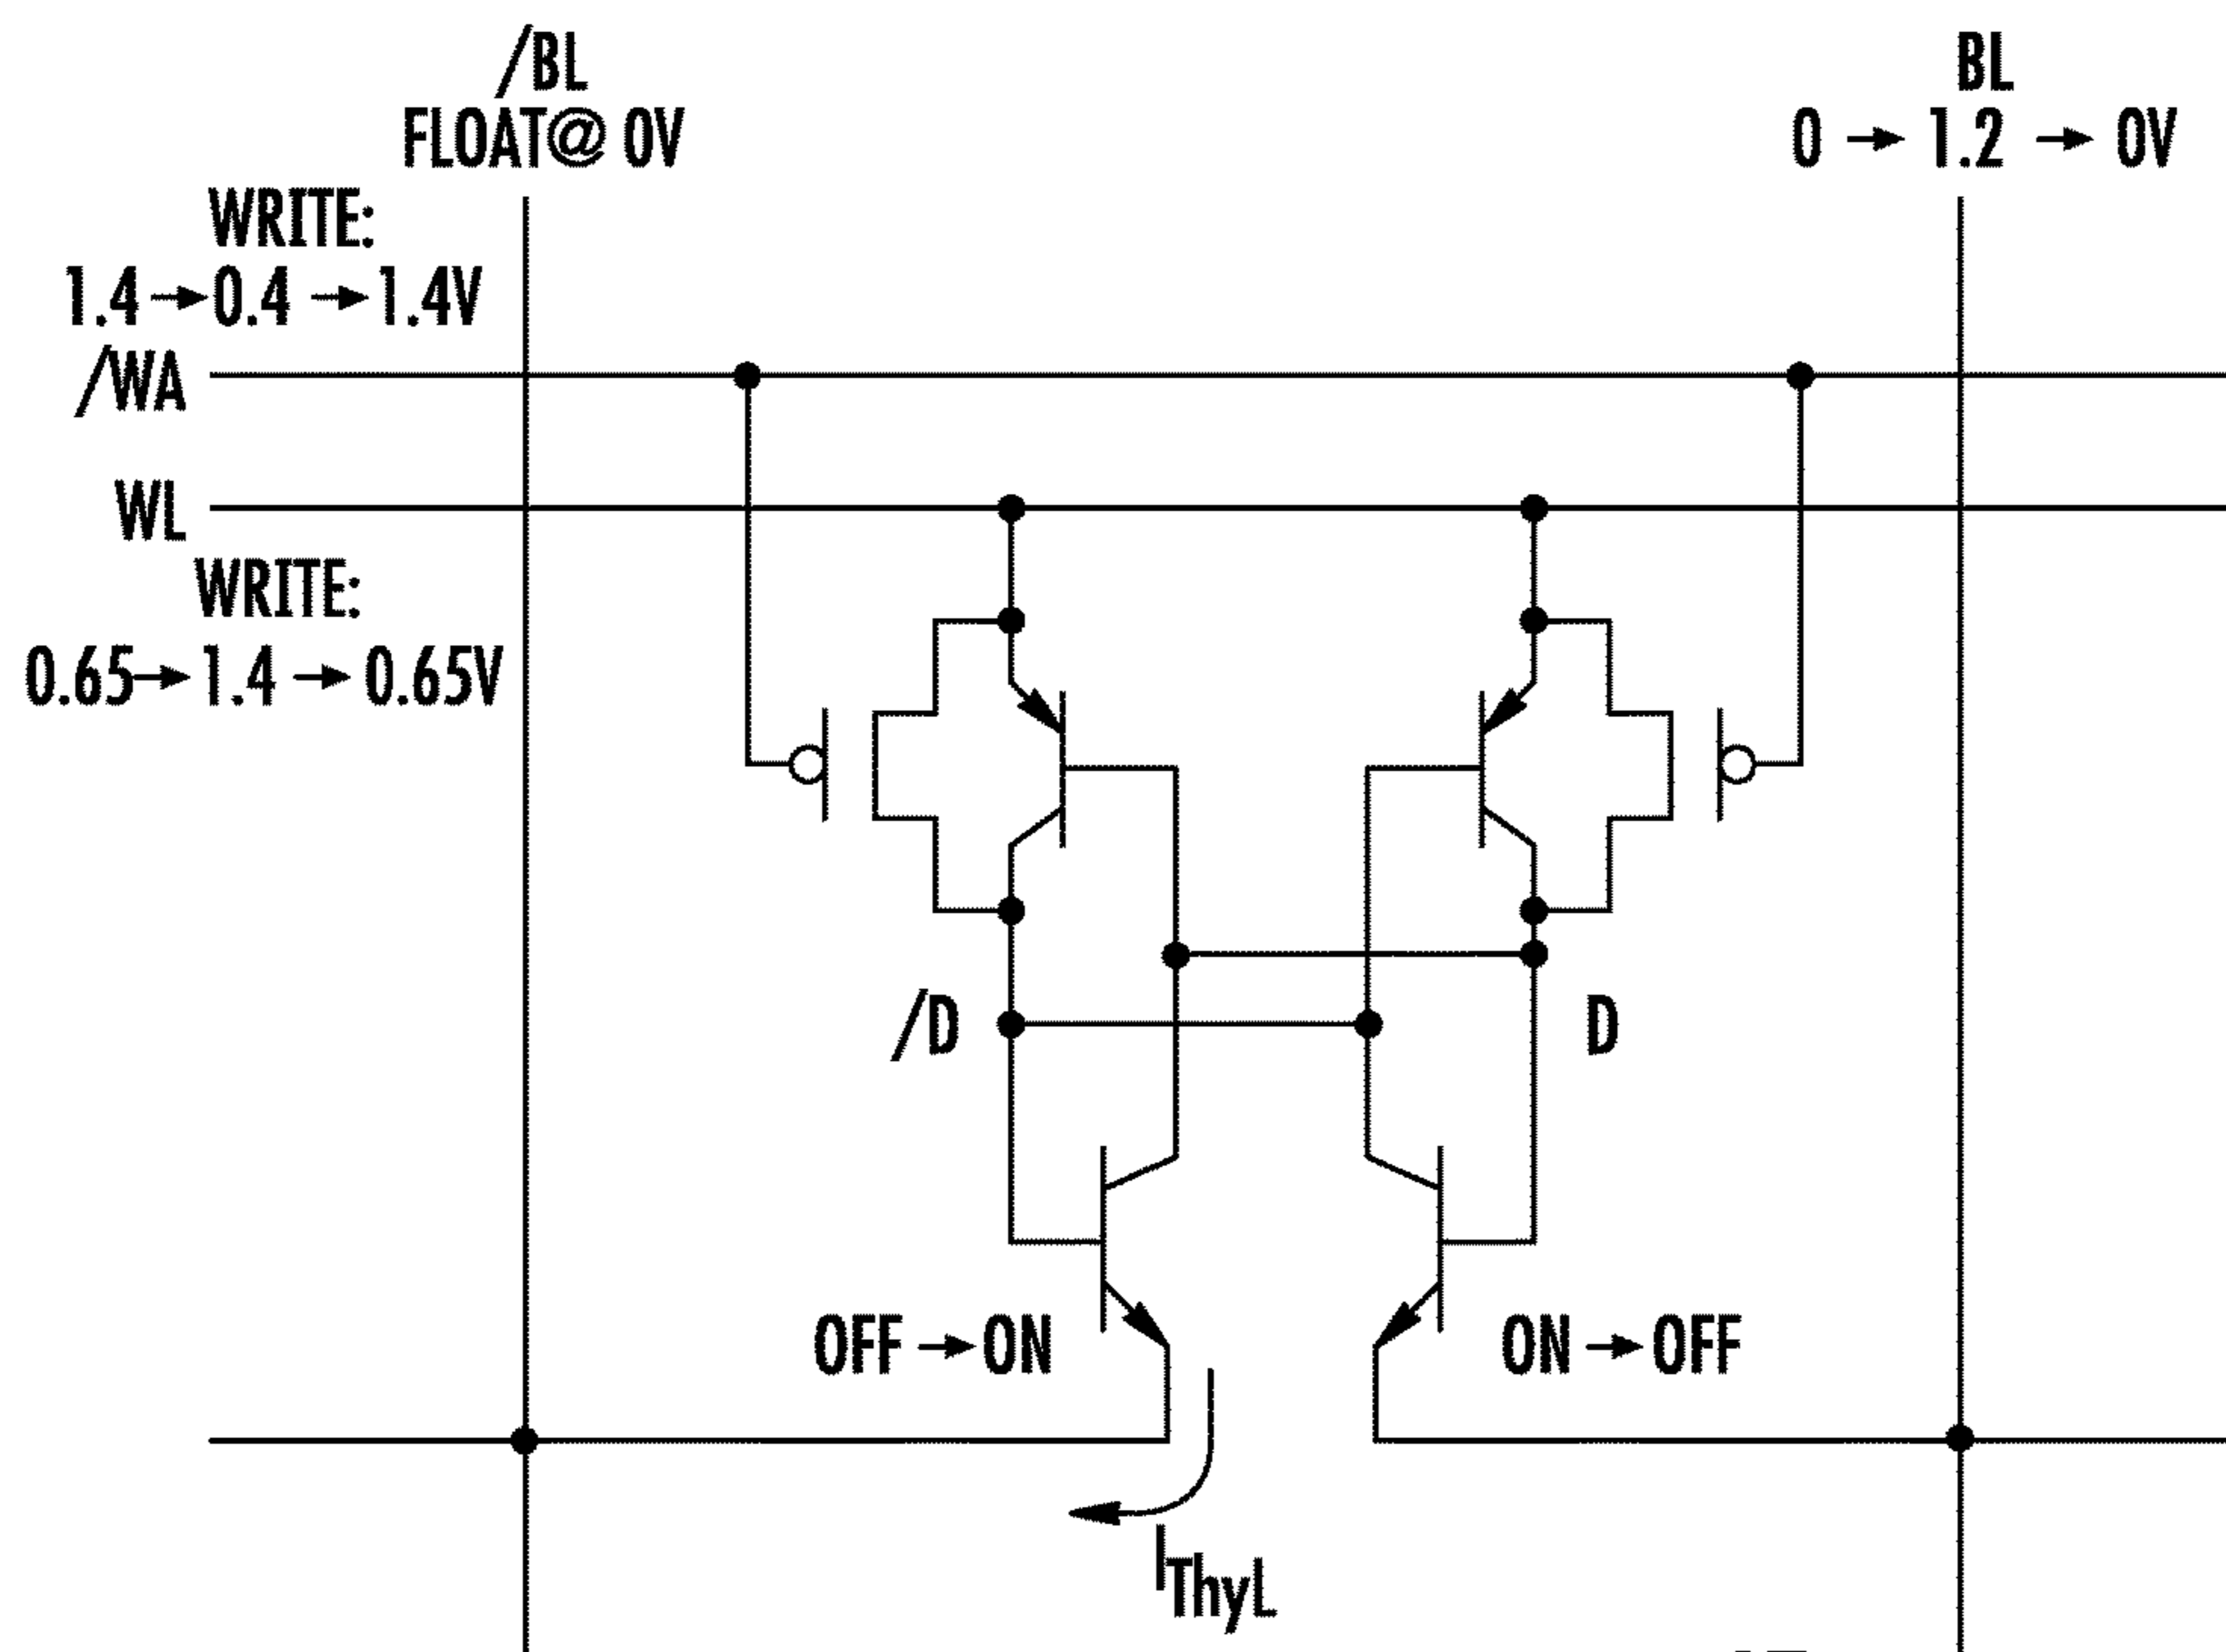 /BL
FLOAT@ 0V
BL
0 → 1.2 → 0V
WRITE:
1.4→0.4 →1.4V
/WA
WL
WRITE:
0.65→1.4 →0.65V
/D
D
OFF →ON
ON →OFF
IThyL